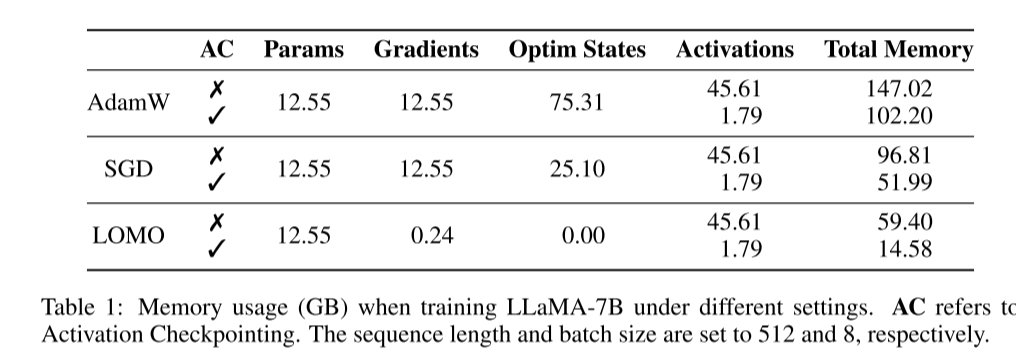 AC Params Gradients Optim States Activations Total Memory
AdamW ✗ 12.55 12.55 75.31 45.61 147.02
✓ 1.79 102.20
SGD ✗ 12.55 12.55 25.10 45.61 96.81
✓ 1.79 51.99
LOMO ✗ 12.55 0.24 0.00 45.61 59.40
✓ 1.79 14.58
Table 1: Memory usage (GB) when training LLaMA-7B under different settings. AC refers to
Activation Checkpointing. The sequence length and batch size are set to 512 and 8, respectively.